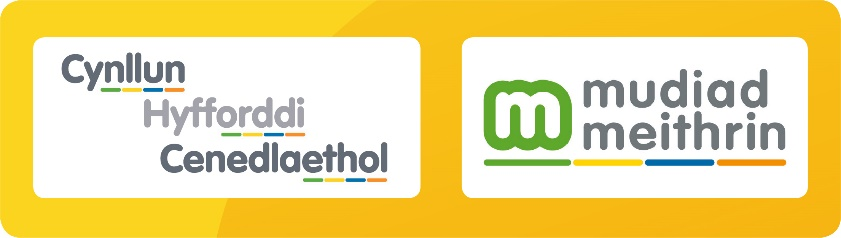 Cynllun
Hyfforddi
Cenedlaethol
m
mudiad
meithrin